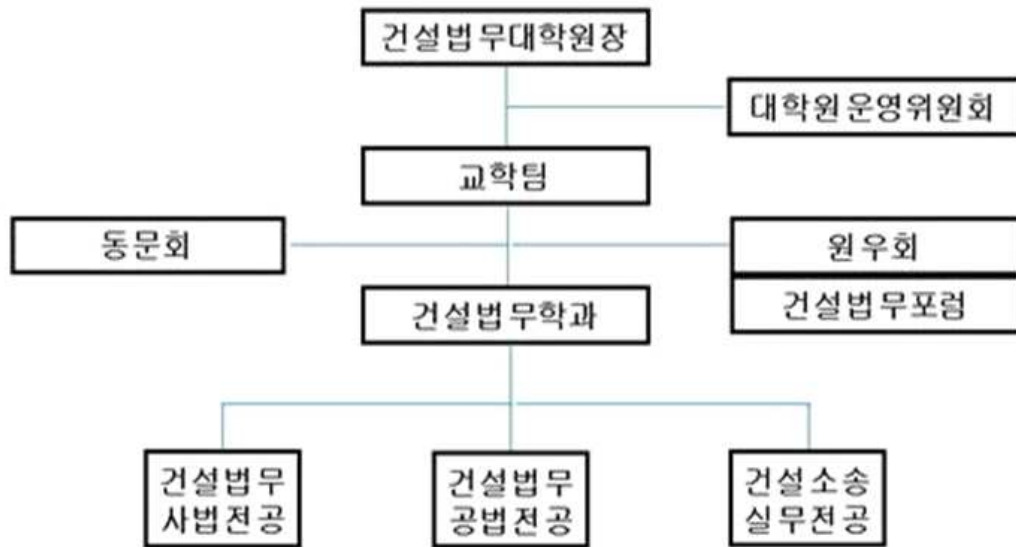 건설법무대학원장
대학원운영위원회
교학팀
동문회
원우회
건설법무포럼
건설법무학과
건설법무
사법전공
건설법무
공법전공
건설소송
실무전공